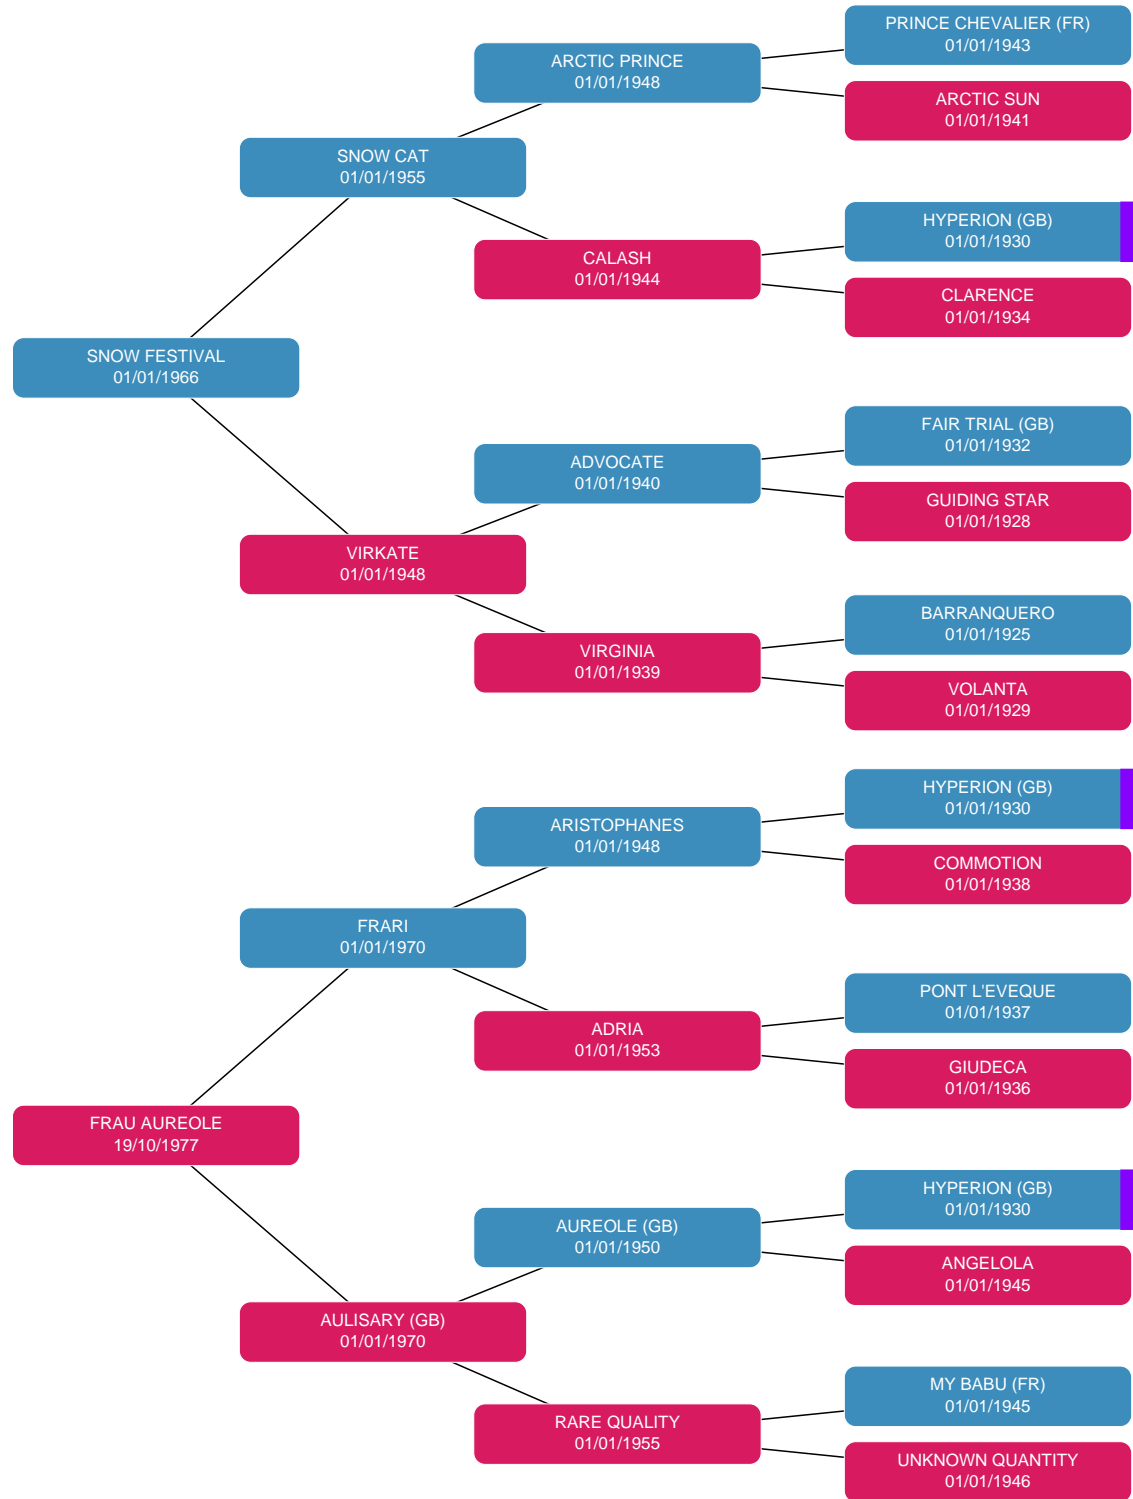 PRINCE CHEVALIER (FR)
01/01/1943
ARCTIC PRINCE
01/01/1948
ARCTIC SUN
01/01/1941
SNOW CAT
01/01/1955
HYPERION (GB)
01/01/1930
CALASH
01/01/1944
CLARENCE
01/01/1934
SNOW FESTIVAL
01/01/1966
FAIR TRIAL (GB)
01/01/1932
ADVOCATE
01/01/1940
GUIDING STAR
01/01/1928
VIRKATE
01/01/1948
BARRANQUERO
01/01/1925
VIRGINIA
01/01/1939
VOLANTA
01/01/1929
HYPERION (GB)
01/01/1930
ARISTOPHANES
01/01/1948
COMMOTION
01/01/1938
FRARI
01/01/1970
PONT L'EVEQUE
01/01/1937
ADRIA
01/01/1953
GIUDECA
01/01/1936
FRAU AUREOLE
19/10/1977
HYPERION (GB)
01/01/1930
AUREOLE (GB)
01/01/1950
ANGELOLA
01/01/1945
AULISARY (GB)
01/01/1970
MY BABU (FR)
01/01/1945
RARE QUALITY
01/01/1955
UNKNOWN QUANTITY
01/01/1946